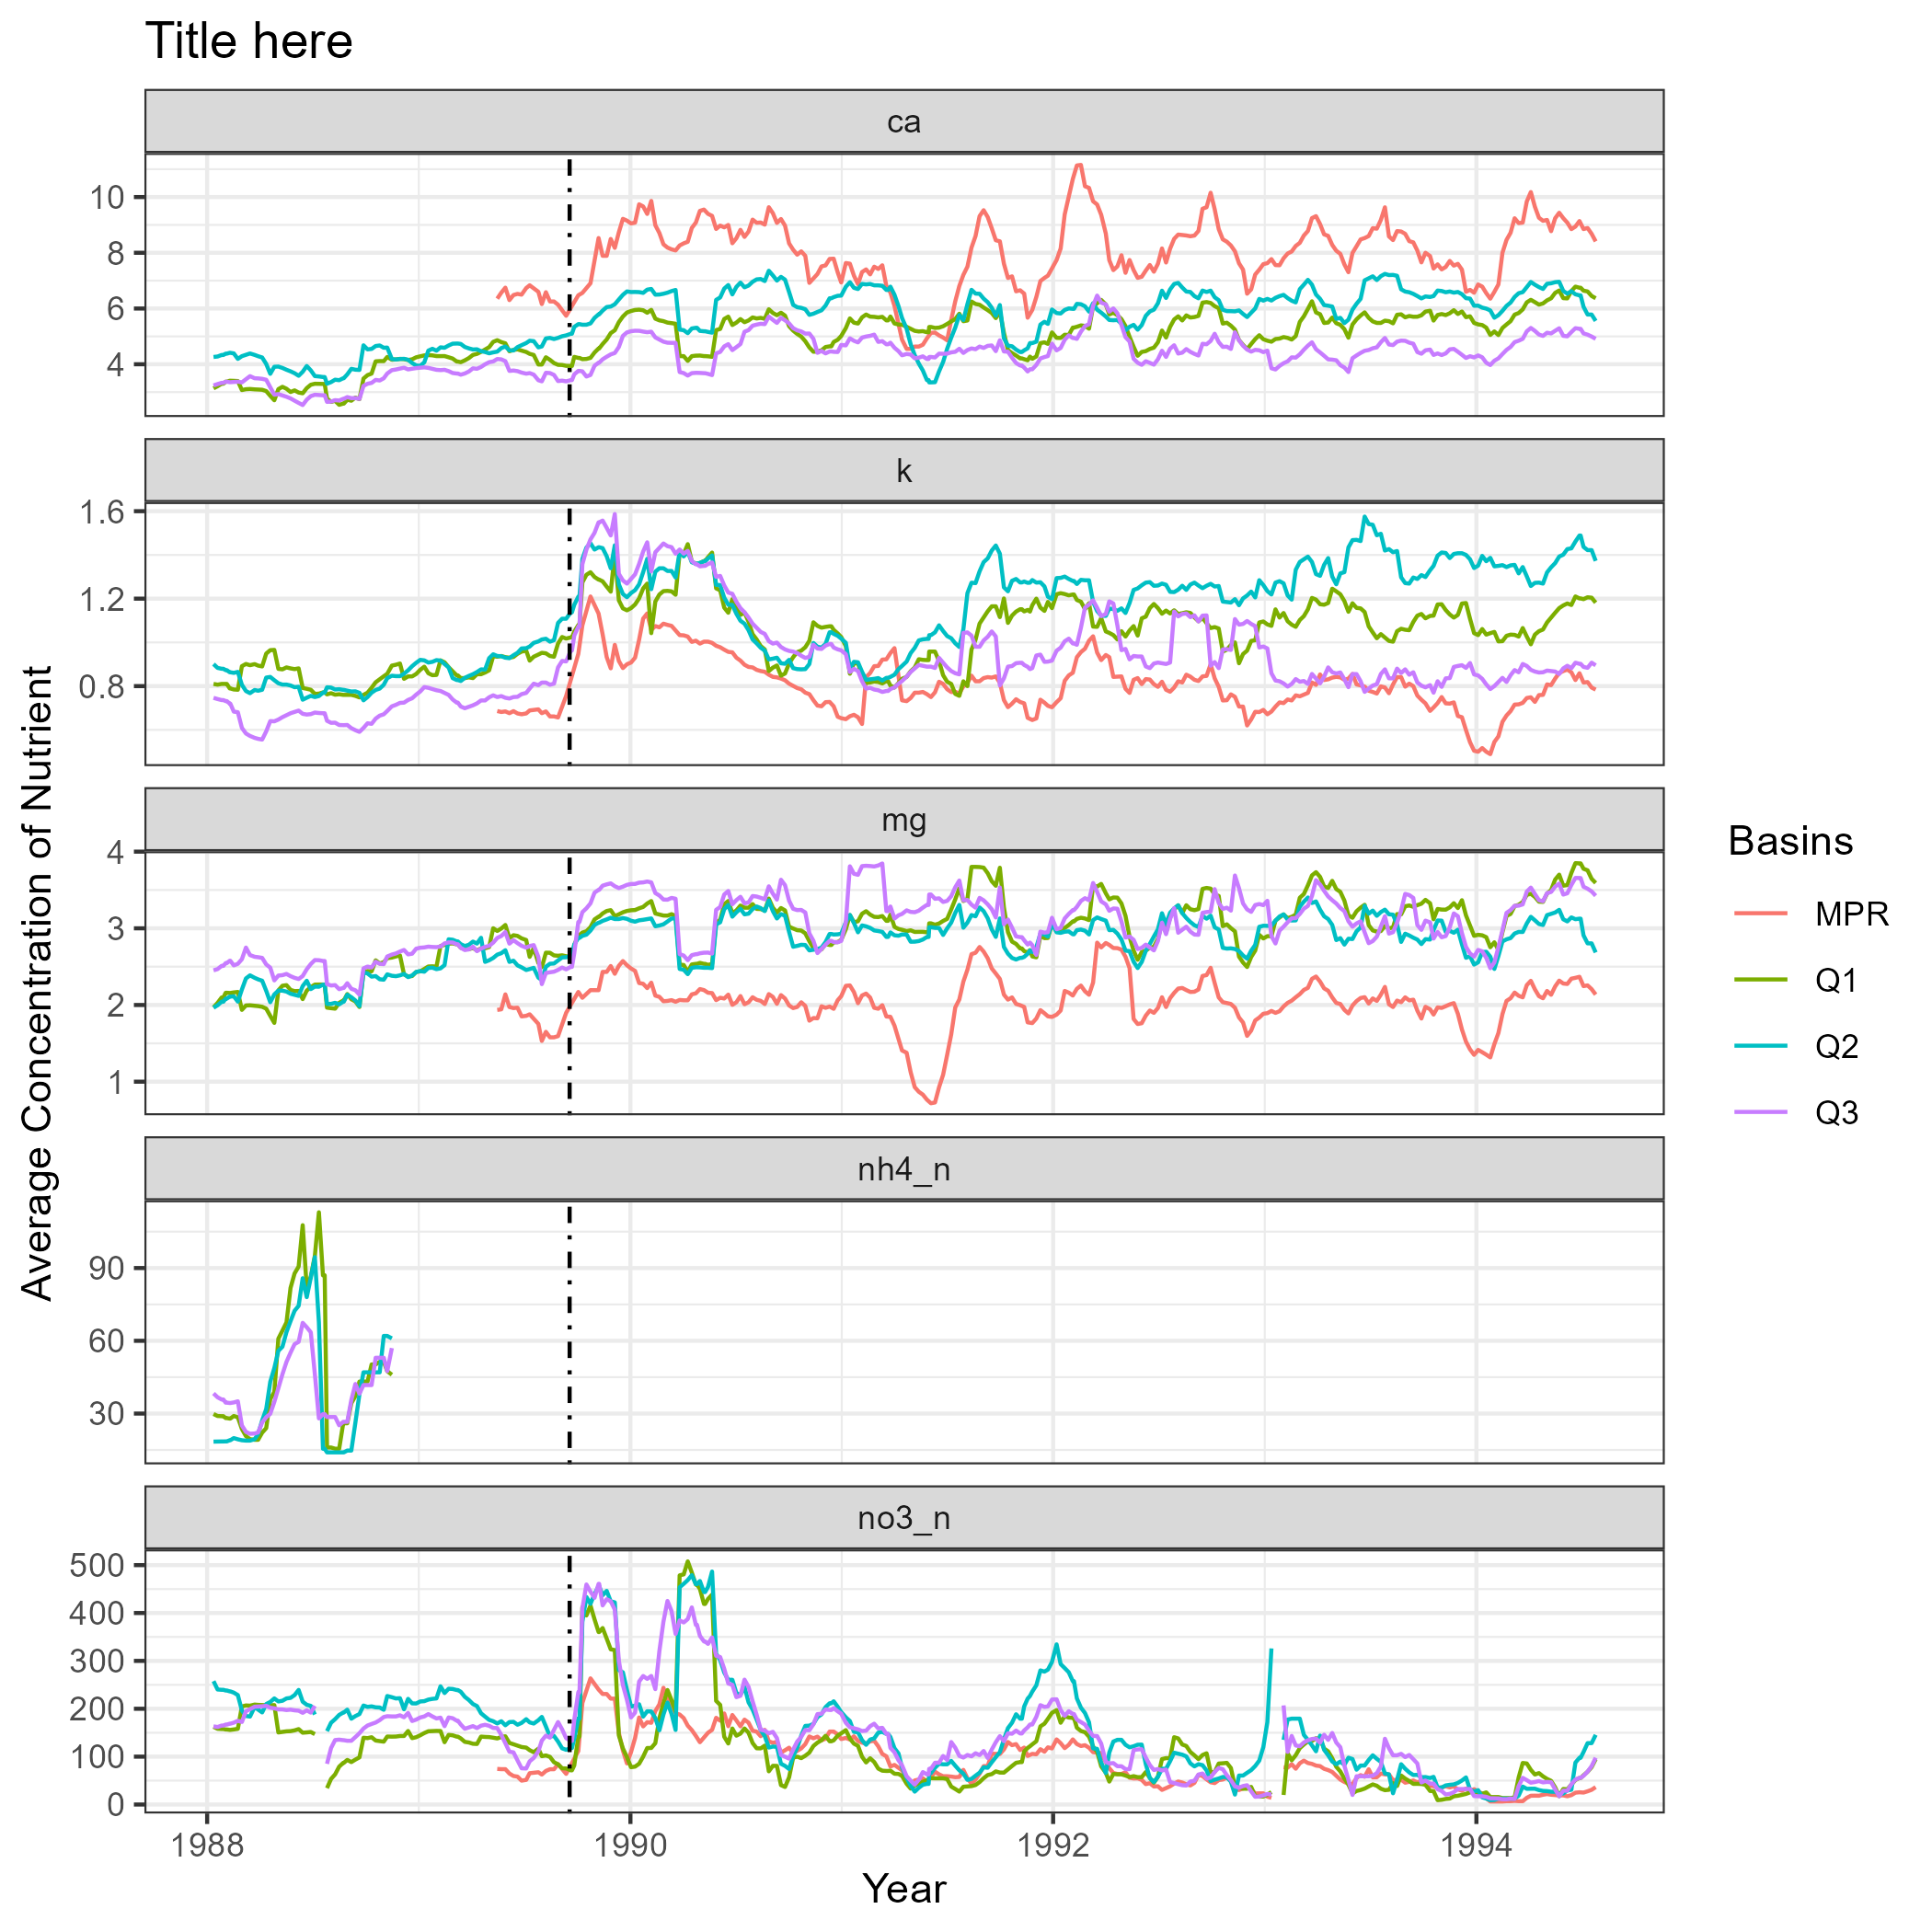 Title here
ca
10
8
6
4
k
1.6
1.2
0.8
mg
4
3
2
1
nh4_n
90
60
30
no3_n
500
400
300
200
100
0
1988 1990 1992 1994
Year
Average Concentration of Nutrient
Basins
MPR
Q1
Q2
Q3